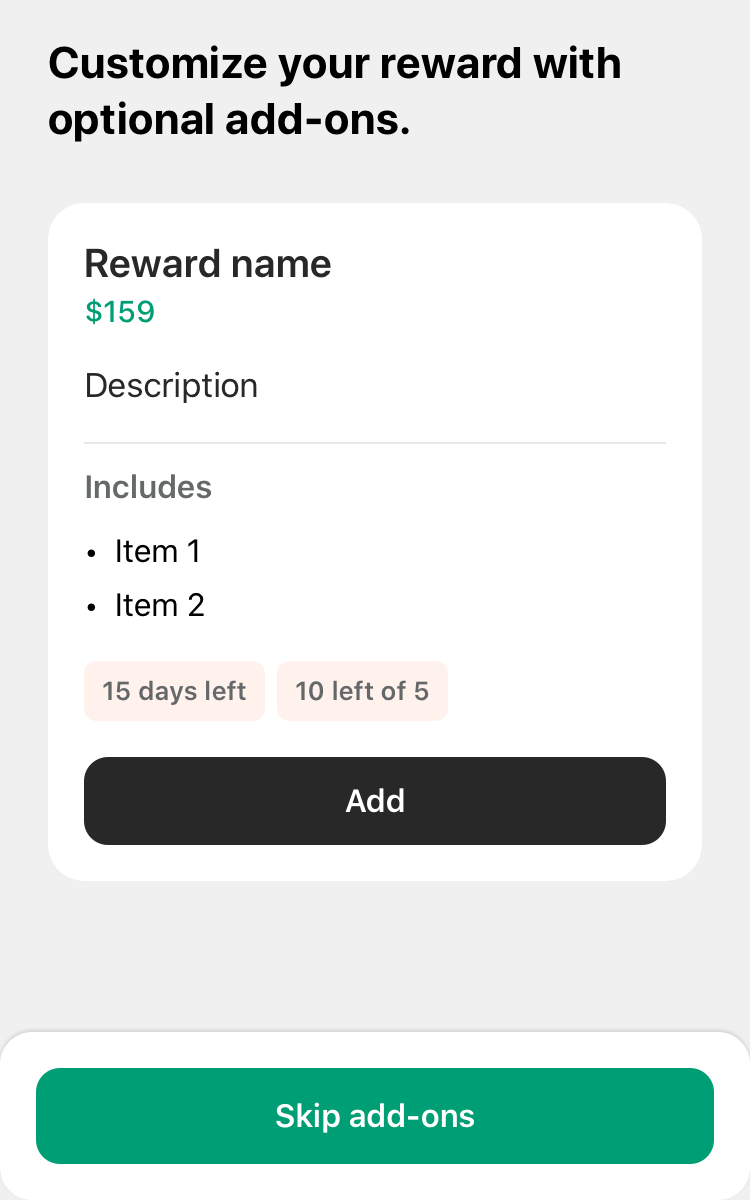 Customize your reward with
optional add-ons.
Reward name
$159
Description
Includes
• Item 1
• Item 2
15 days left
10 left of 5
Add
Skip add-ons